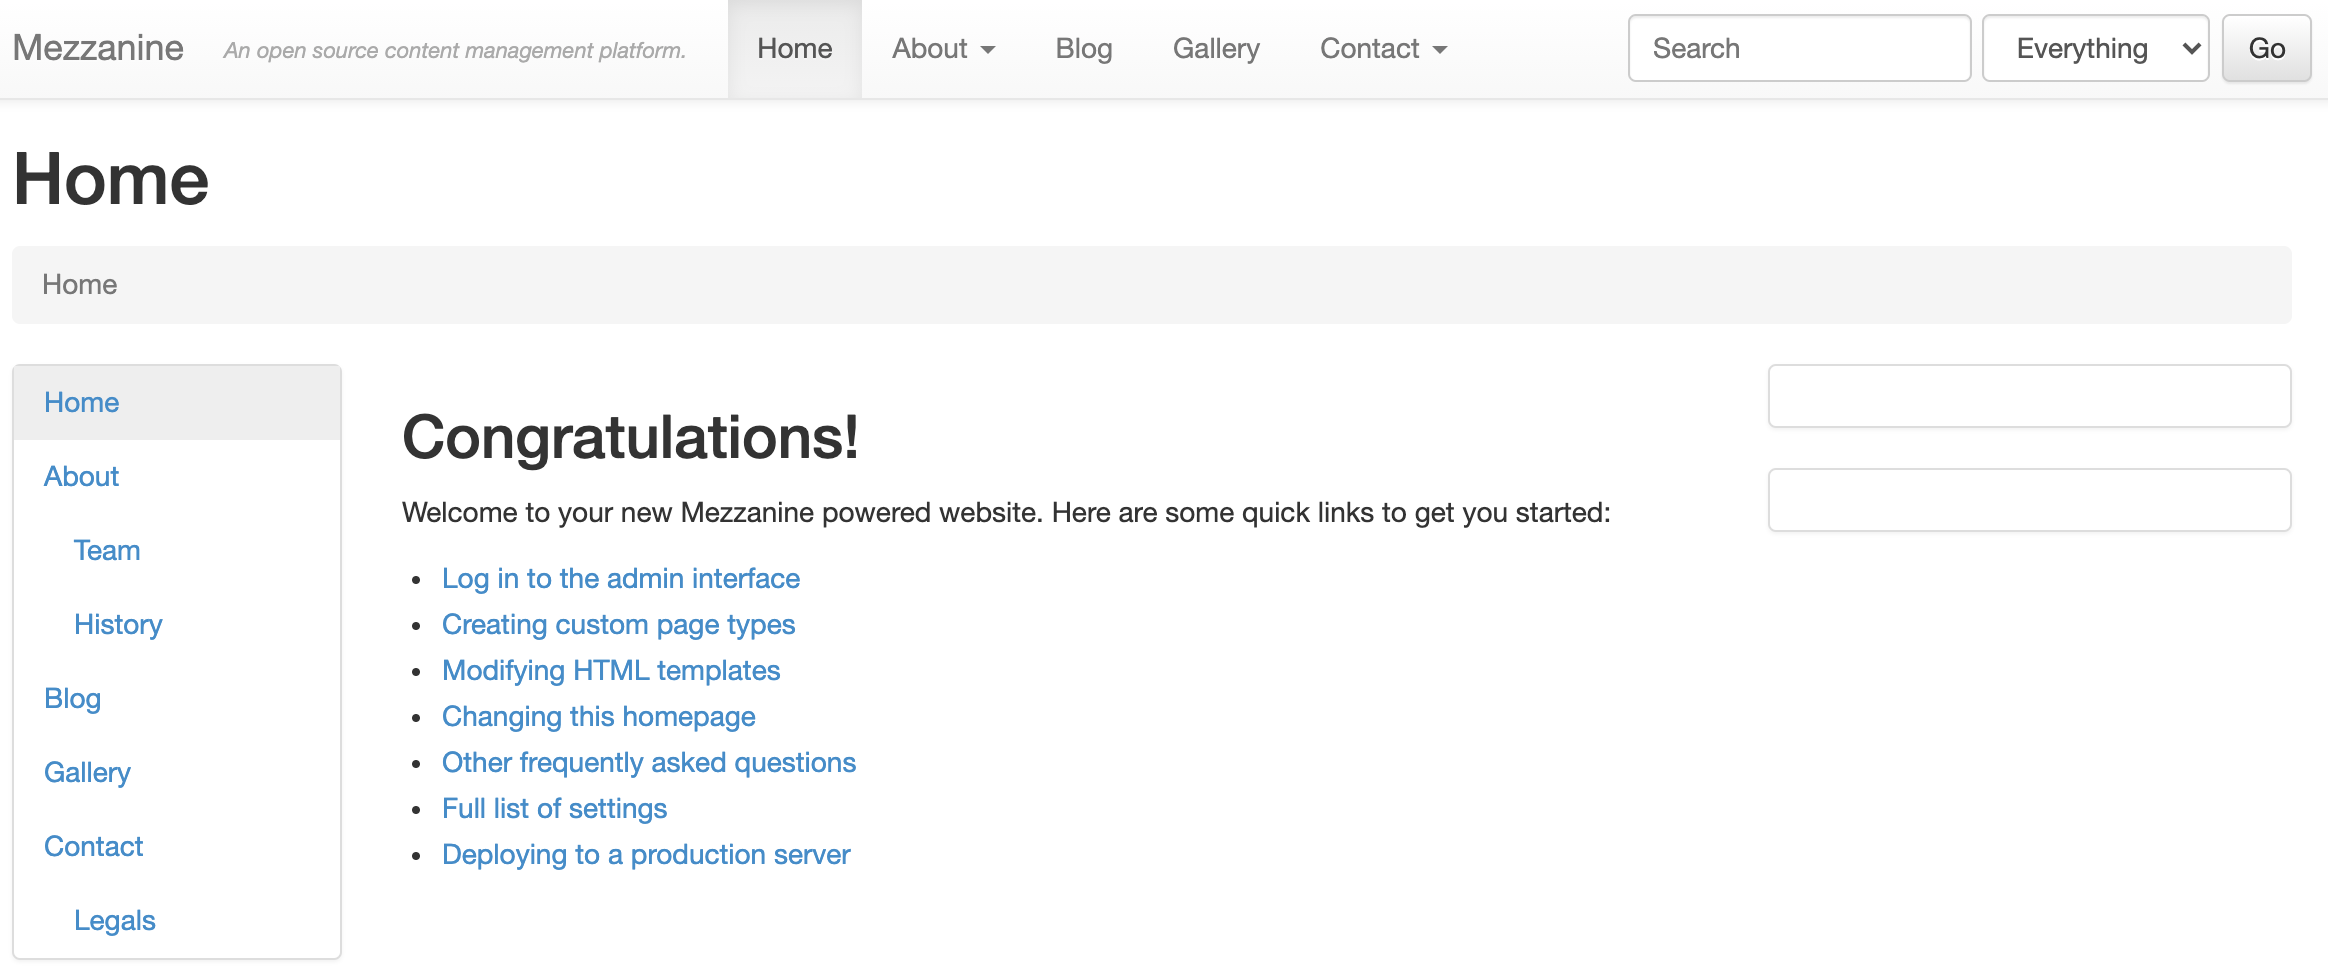 Mezzanine An open source content management platform. Home About Blog Gallery Contact Search Everything Go
Home
Home
Home
About
Team
History
Blog
Gallery
Contact
Legals
Congratulations!
Welcome to your new Mezzanine powered website. Here are some quick links to get you started:
Log in to the admin interface
Creating custom page types
Modifying HTML templates
Changing this homepage
Other frequently asked questions
Full list of settings
Deploying to a production server